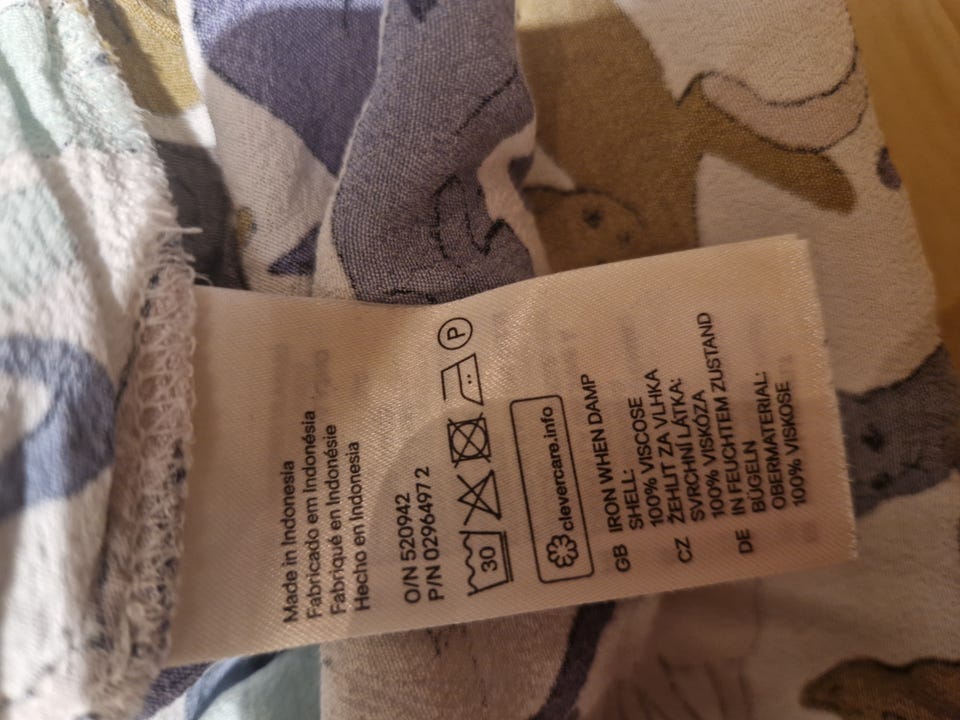 Made in Indonesia
Fabricado em Indonésia
Fabriqué en Indonésie
Hecho en Indonesia
O/N 520942
P/N 0296497 2
30
P
clevercare.info
GB IRON WHEN DAMP
SHELL:
100% VISCOSE
CZ ŽEHLIT ZA VLHKA
SVRCHNÍ LÁTKA:
100% VISKÓZA
DE IN FEUCHTEM ZUSTAND
BÜGELN
OBERMATERIAL:
100% VISKOSE